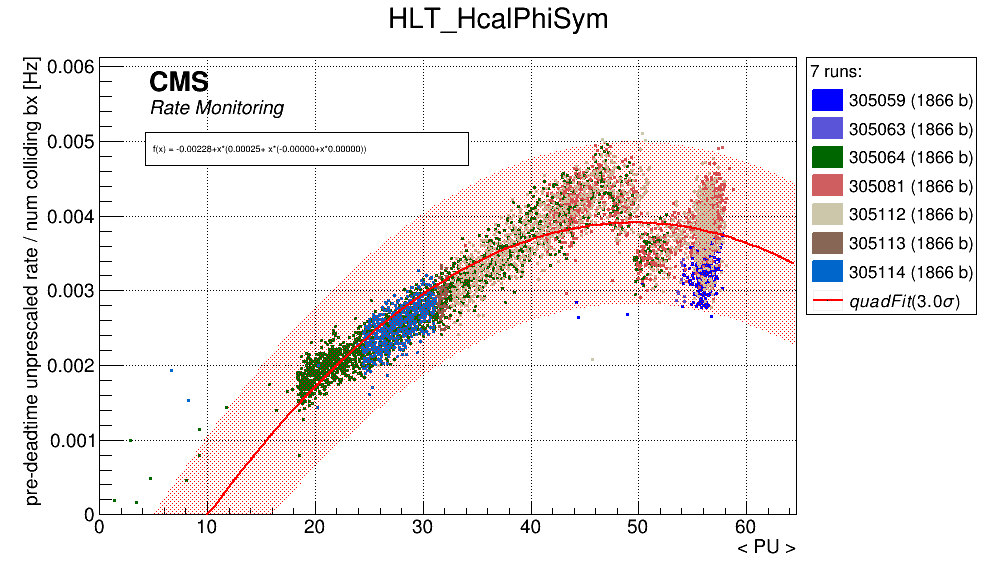 HLT_HcalPhiSym
pre-deadtime unprescaled rate / num colliding bx [Hz]
0.006
0.005
0.004
0.003
0.002
0.001
0
CMS
Rate Monitoring
f(x) = -0.00228+x*(0.00025+ x*(-0.00000+x*0.00000))
0 10 20 30 40 50 60
< PU >
7 runs:
305059 (1866 b)
305063 (1866 b)
305064 (1866 b)
305081 (1866 b)
305112 (1866 b)
305113 (1866 b)
305114 (1866 b)
quadFit(3.0σ)